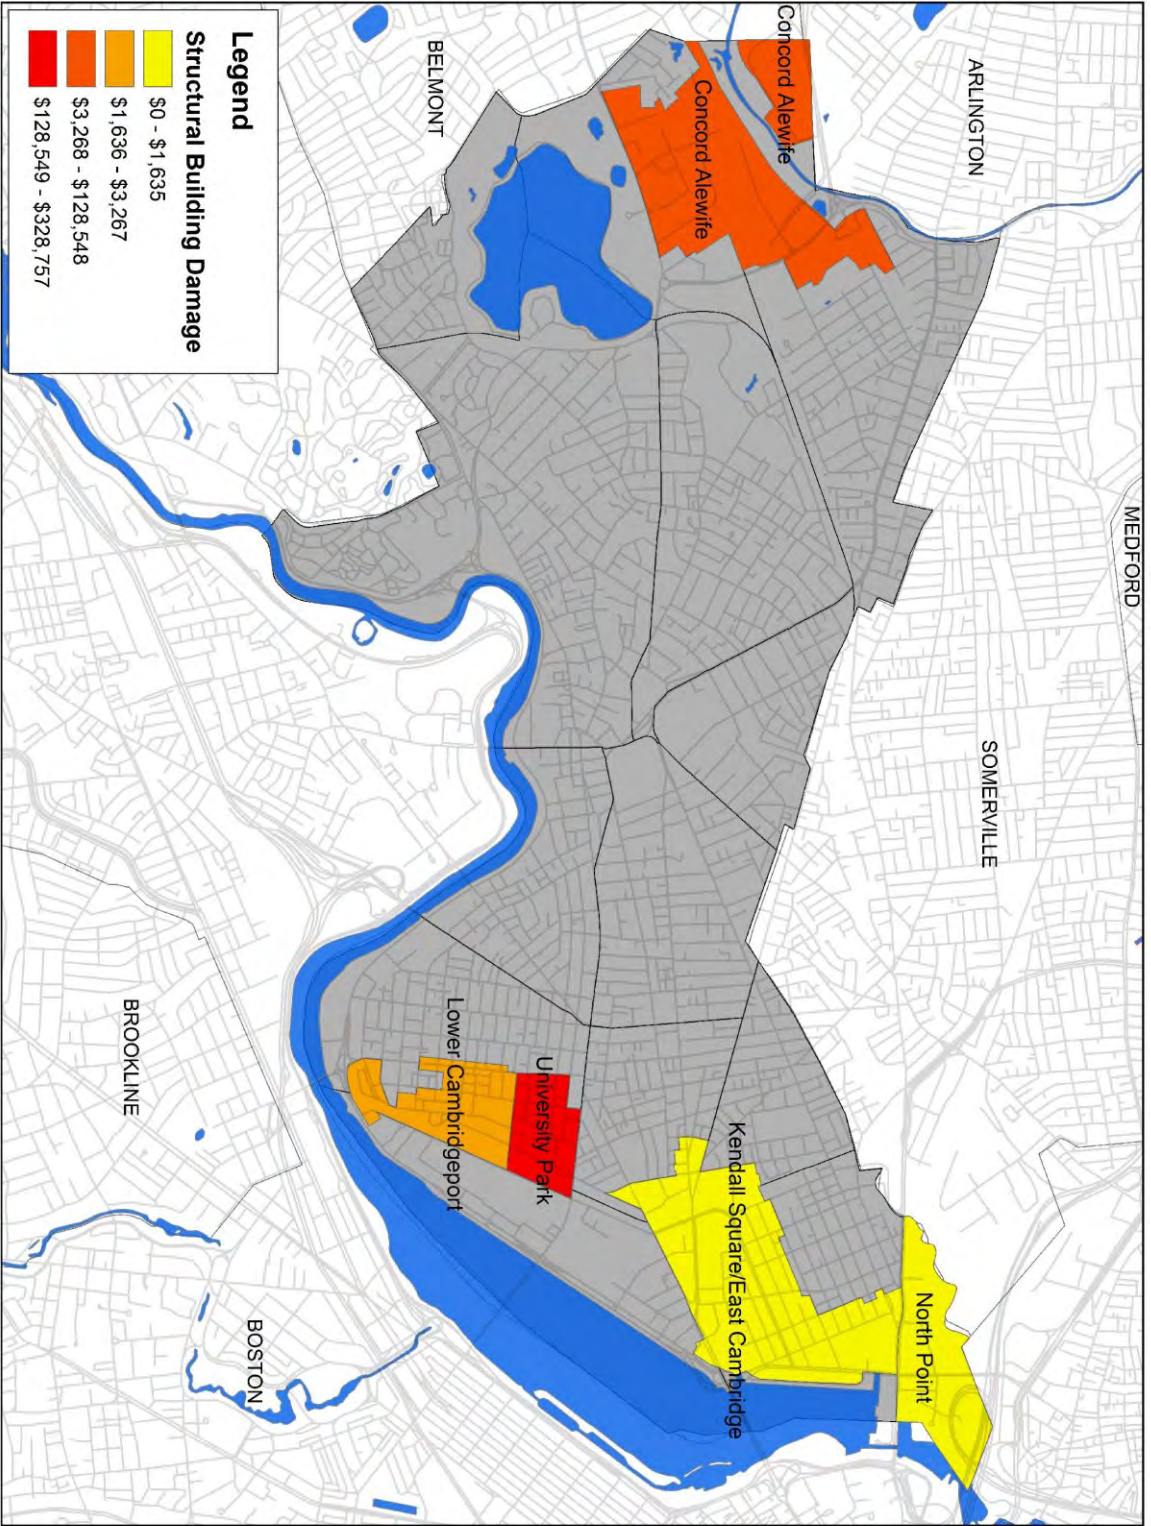 Legend
Structural Building Damage
$0 - $1,635
$1,636 - $3,267
$3,268 - $128,548
$128,549 - $328,757
BELMONT
ARLINGTON
MEDFORD
SOMERVILLE
BROOKLINE
BOSTON
Concord Alewife
Concord Alewife
Lower Cambridgeport
University Park
Kendall Square/East Cambridge
North Point